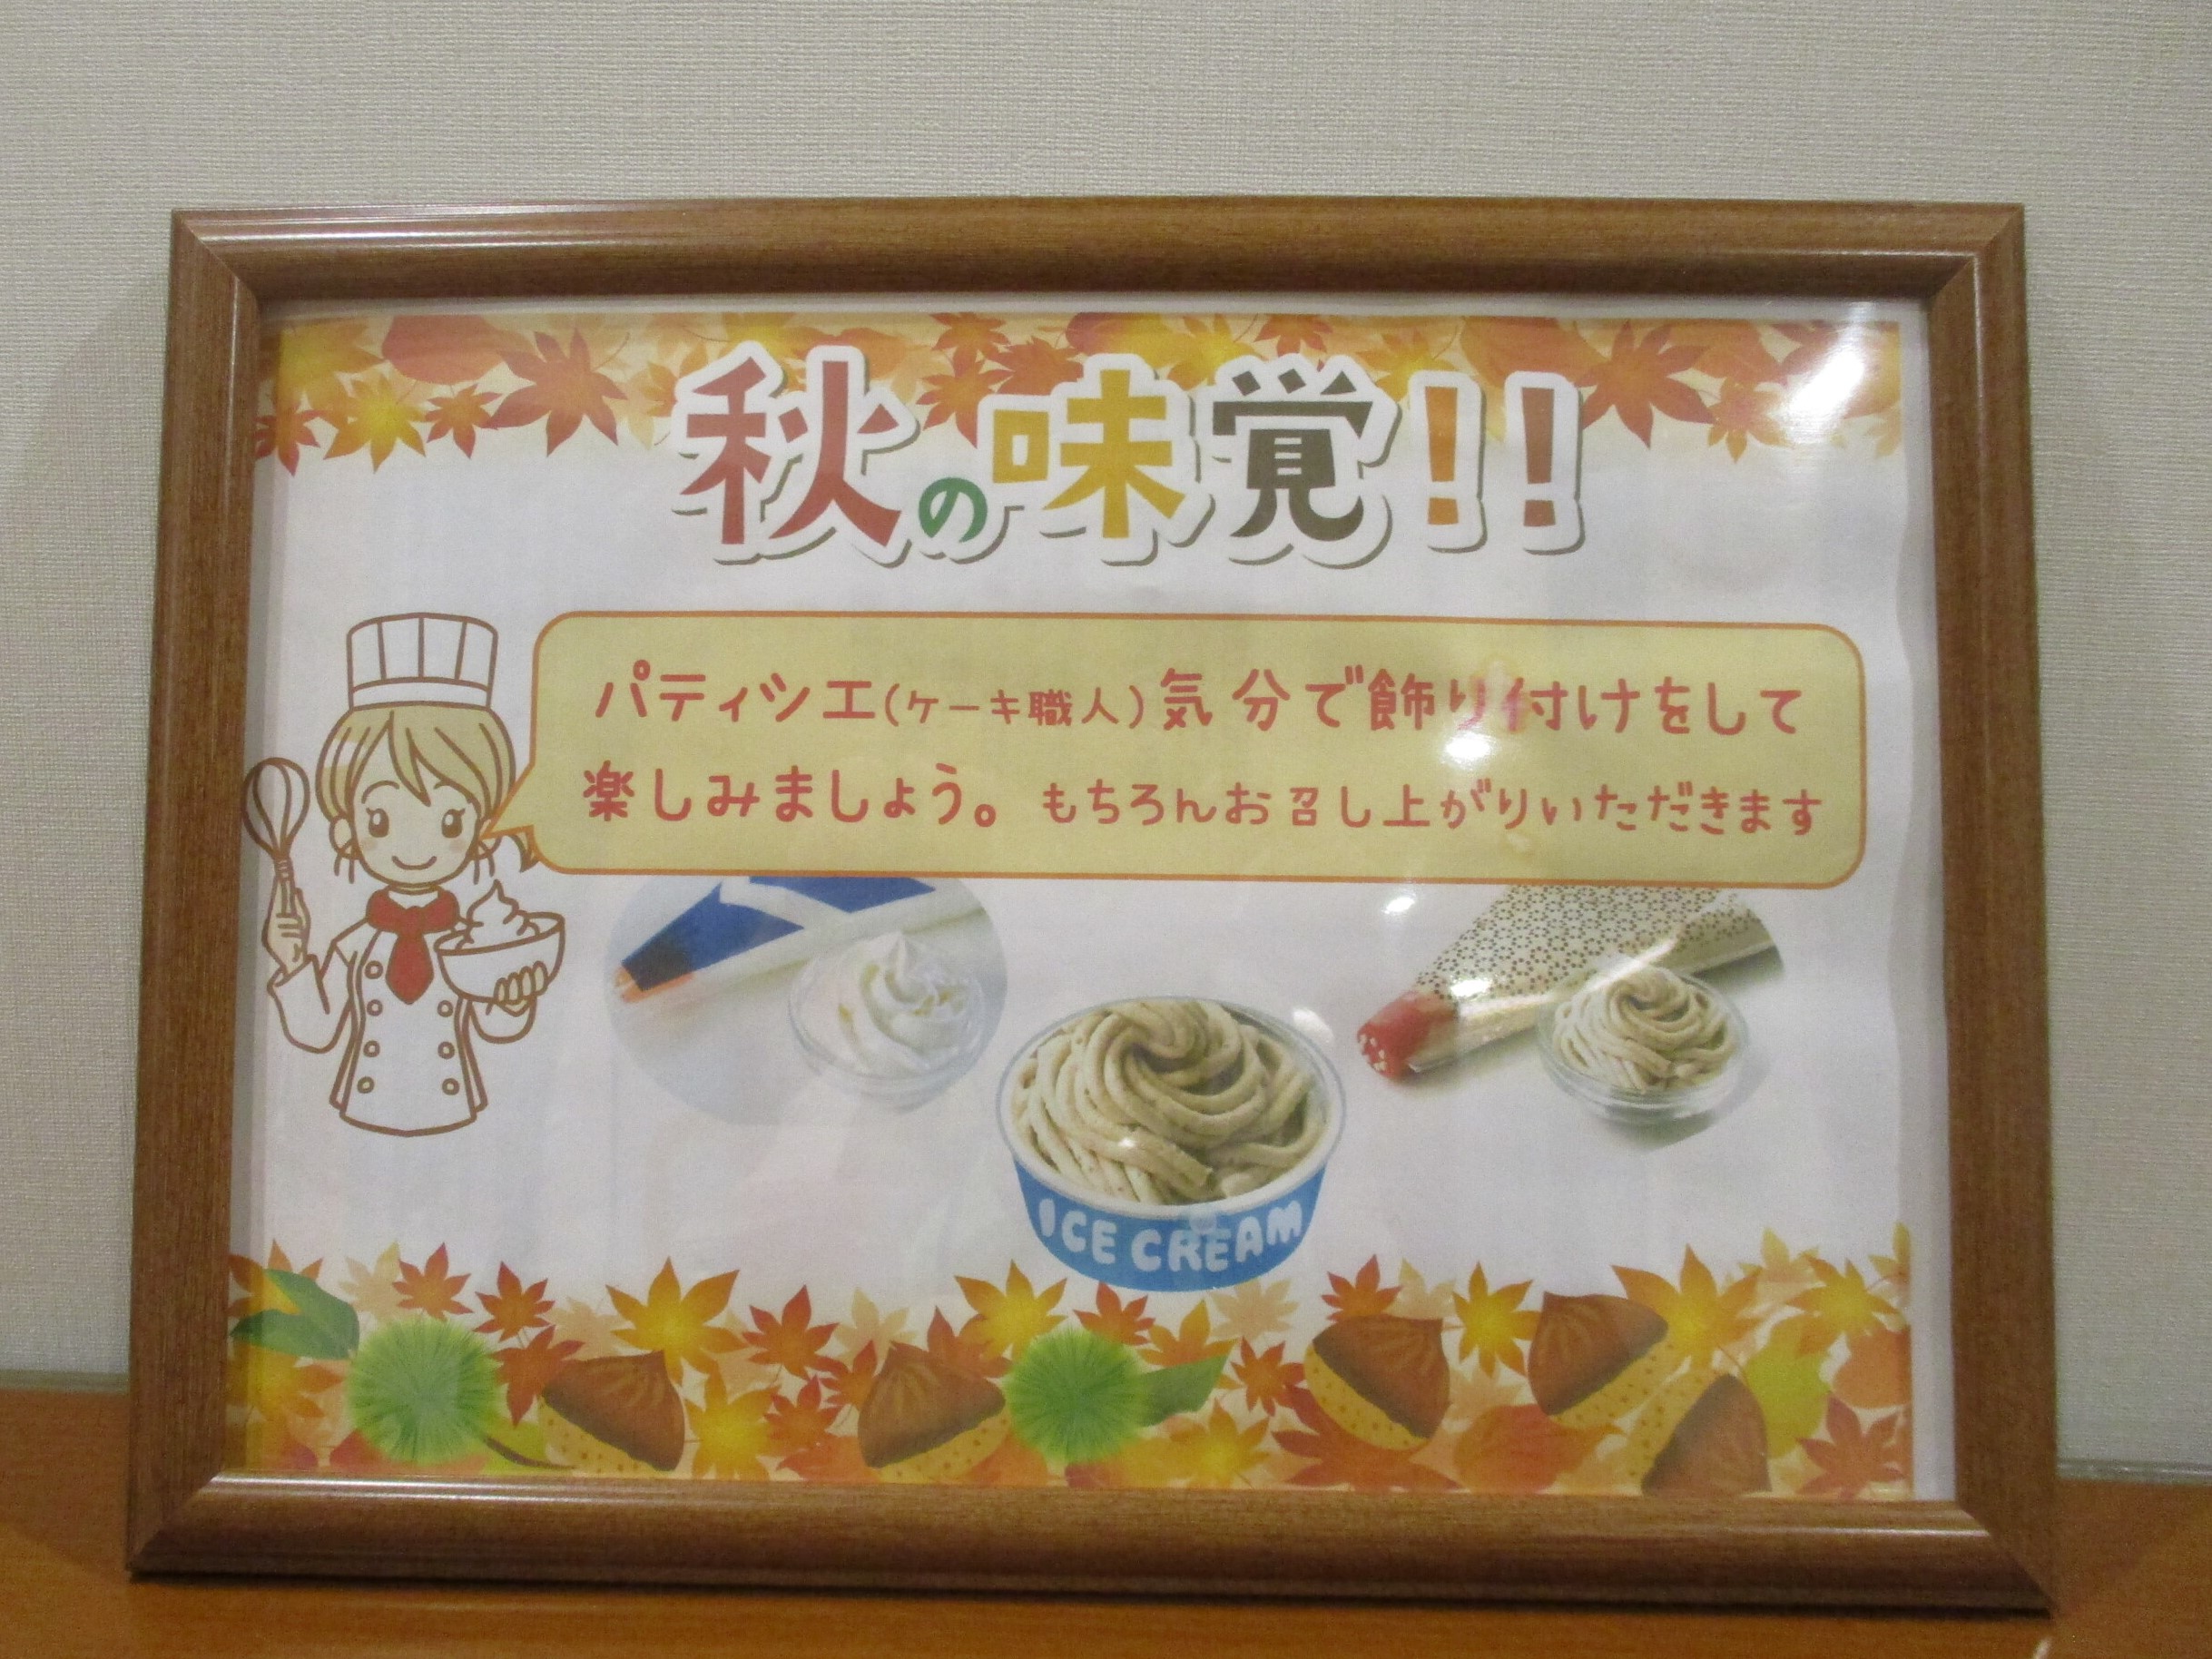 秋の味覚!!
パティシエ(ケーキ職人)気分で飾り付けをして
楽しみましょう。もちろんお召し上がりいただきます
ICE CREAM